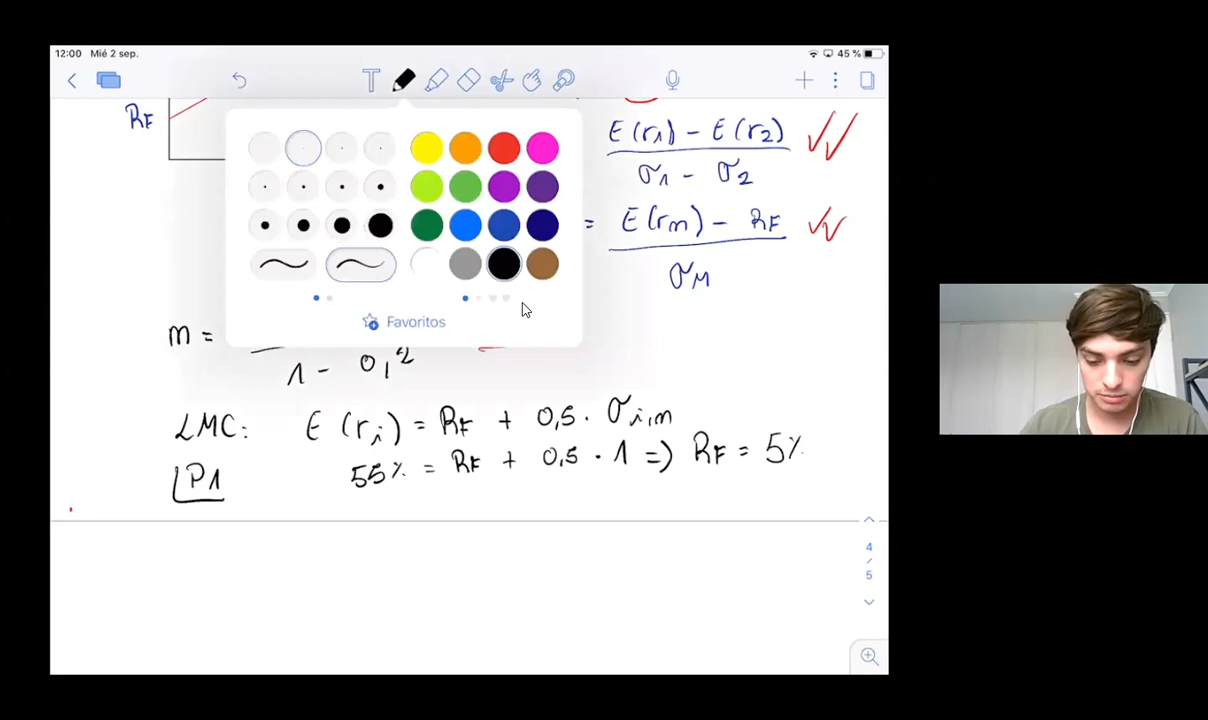 12:00 Mié 2 sep.
45 %
T
RF
E(r1) - E(r2)
σ1 - σ2
= E(rm) - RF
σM
Favoritos
m =
1 - 0,2
LMC: E(ri) = RF + 0,5 · σi,m
P1 55% = RF + 0,5 · 1 => RF = 5%
4
/
5